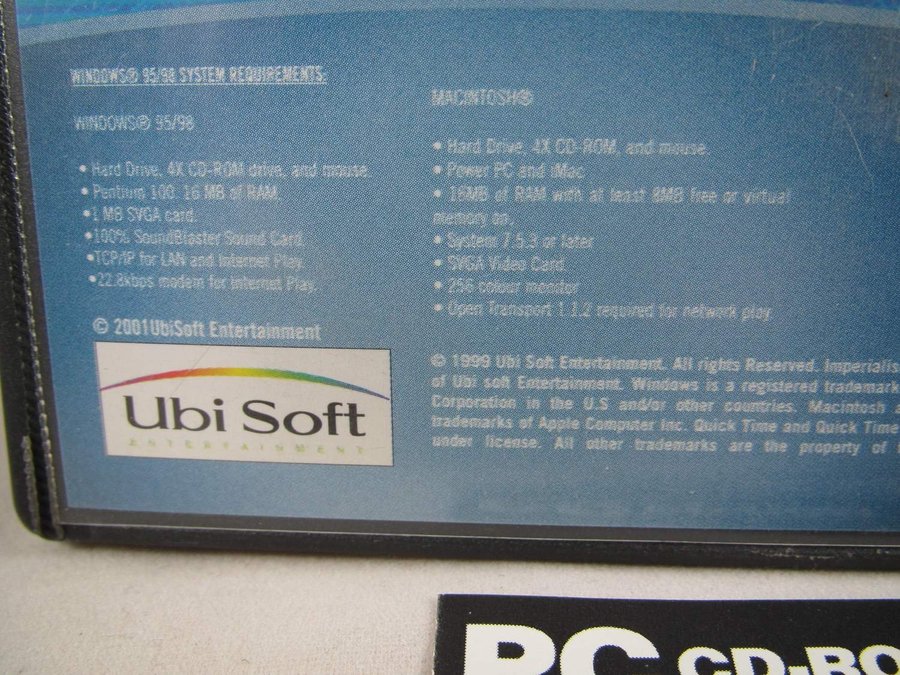 WINDOWS® 95/98 SYSTEM REQUIREMENTS:
WINDOWS® 95/98
• Hard Drive, 4X CD-ROM drive, and mouse.
• Pentium 100. 16 MB of RAM.
• 1 MB SVGA card.
• 100% SoundBlaster Sound Card.
• TCP/IP for LAN and Internet Play.
• 22.8kbps modem for Internet Play.
© 2001UbiSoft Entertainment
Ubi Soft
ENTERTAINMENT
MACINTOSH®
• Hard Drive, 4X CD-ROM, and mouse.
• Power PC and iMac
• 16MB of RAM with at least 8MB free or virtual
memory on.
• System 7.5.3 or later
• SVGA Video Card.
• 256 colour monitor
• Open Transport 1.1.2 required for network play.
© 1999 Ubi Soft Entertainment. All rights Reserved. Imperialis
of Ubi soft Entertainment. Windows is a registered trademark
Corporation in the U.S and/or other countries. Macintosh a
trademarks of Apple Computer Inc. Quick Time and Quick Time
under license. All other trademarks are the property of
PC CD-RO